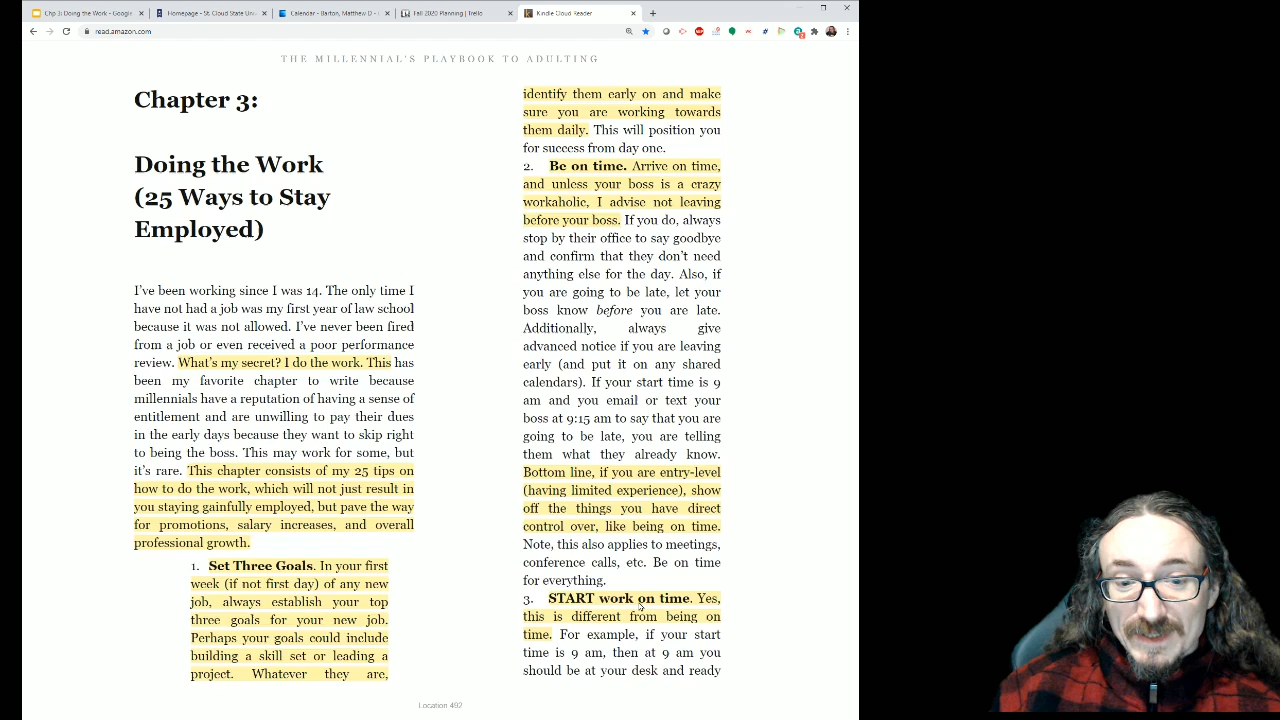 Chp 3: Doing the Work - Google
Homepage - St. Cloud State Uni
Calendar - Barton, Matthew D -
Fall 2020 Planning | Trello
Kindle Cloud Reader
read.amazon.com
THE MILLENNIAL'S PLAYBOOK TO ADULTING
Chapter 3:
Doing the Work
(25 Ways to Stay
Employed)
I've been working since I was 14. The only time I
have not had a job was my first year of law school
because it was not allowed. I've never been fired
from a job or even received a poor performance
review. What's my secret? I do the work. This has
been my favorite chapter to write because
millennials have a reputation of having a sense of
entitlement and are unwilling to pay their dues
in the early days because they want to skip right
to being the boss. This may work for some, but
it's rare. This chapter consists of my 25 tips on
how to do the work, which will not just result in
you staying gainfully employed, but pave the way
for promotions, salary increases, and overall
professional growth.
1. Set Three Goals. In your first
week (if not first day) of any new
job, always establish your top
three goals for your new job.
Perhaps your goals could include
building a skill set or leading a
project. Whatever they are,
identify them early on and make
sure you are working towards
them daily. This will position you
for success from day one.
2. Be on time. Arrive on time,
and unless your boss is a crazy
workaholic, I advise not leaving
before your boss. If you do, always
stop by their office to say goodbye
and confirm that they don't need
anything else for the day. Also, if
you are going to be late, let your
boss know before you are late.
Additionally, always give
advanced notice if you are leaving
early (and put it on any shared
calendars). If your start time is 9
am and you email or text your
boss at 9:15 am to say that you are
going to be late, you are telling
them what they already know.
Bottom line, if you are entry-level
(having limited experience), show
off the things you have direct
control over, like being on time.
Note, this also applies to meetings,
conference calls, etc. Be on time
for everything.
3. START work on time. Yes,
this is different from being on
time. For example, if your start
time is 9 am, then at 9 am you
should be at your desk and ready
Location 492